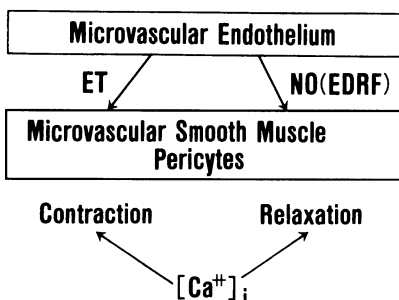 Microvascular Endothelium
ET NO(EDRF)
Microvascular Smooth Muscle
Pericytes
Contraction Relaxation
[Ca⁺⁺]i